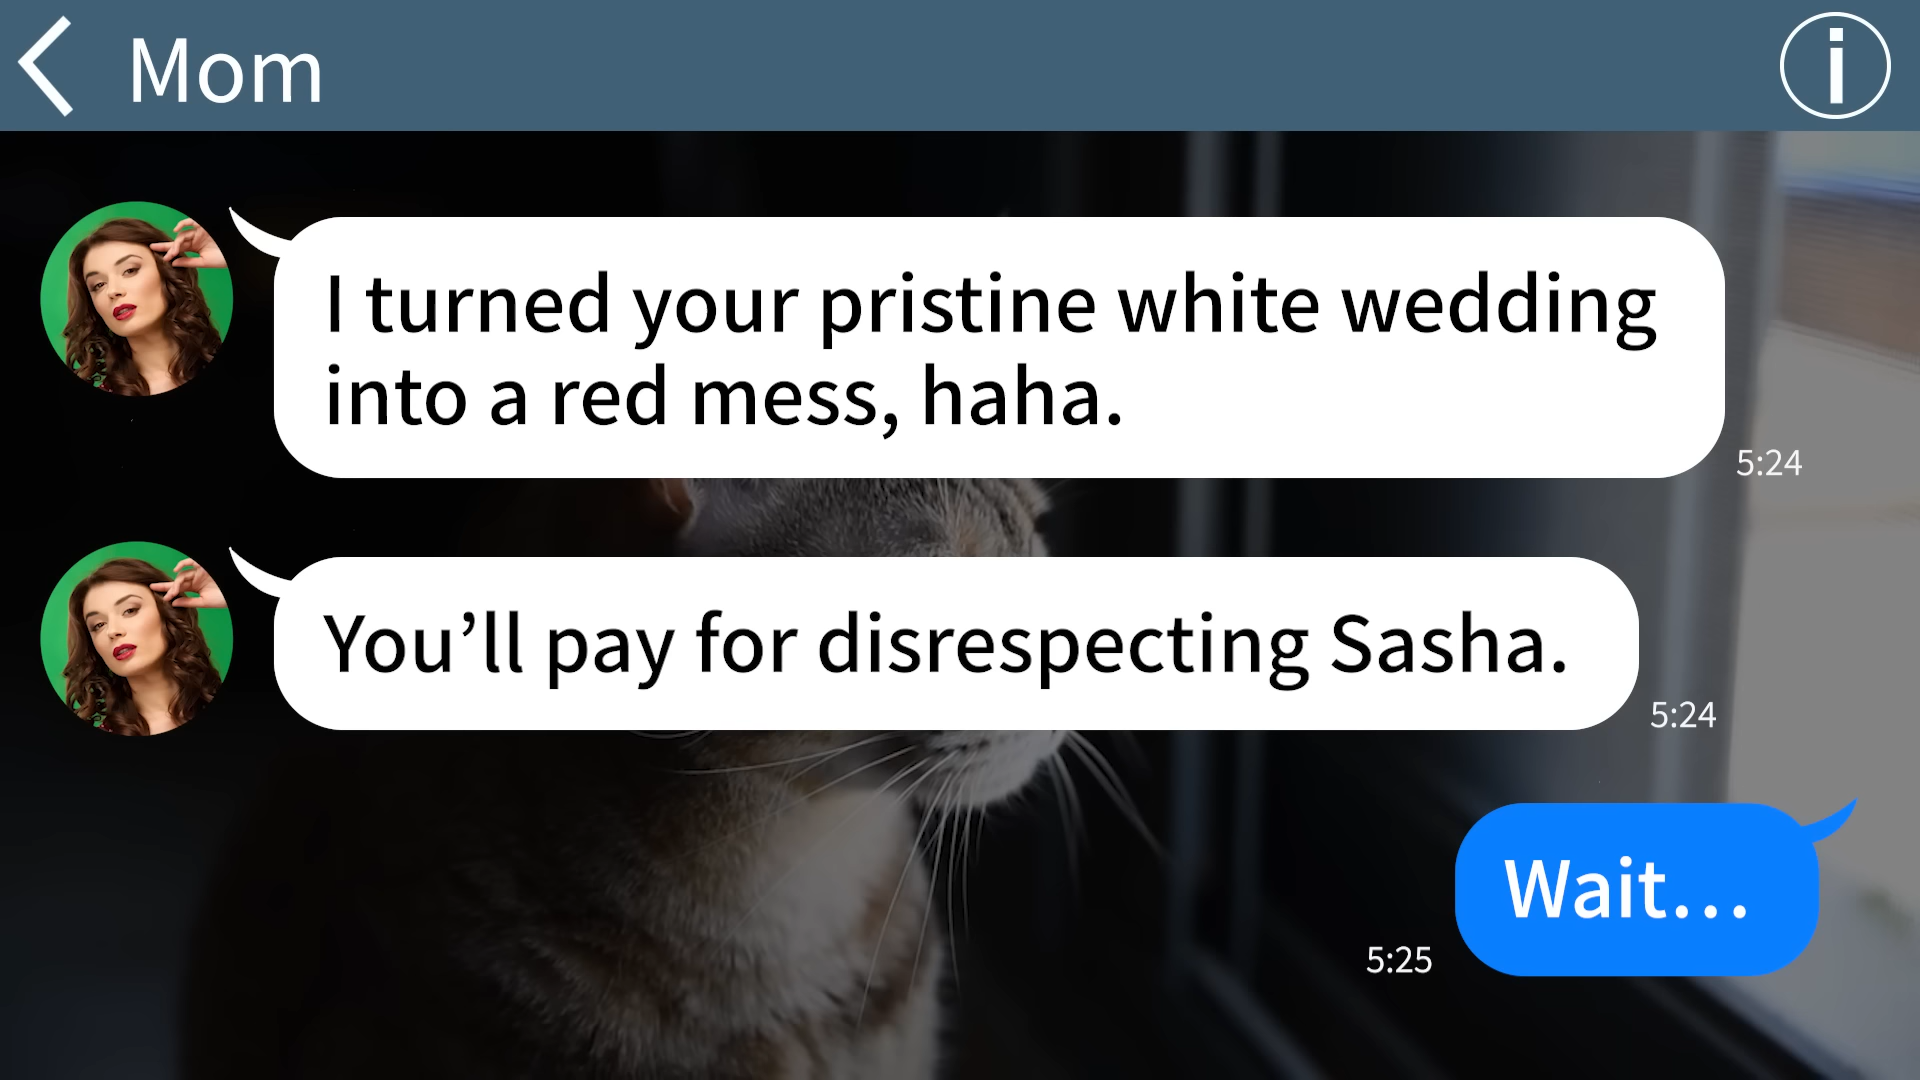 Mom
I turned your pristine white wedding
into a red mess, haha.
5:24
You’ll pay for disrespecting Sasha.
5:24
Wait…
5:25